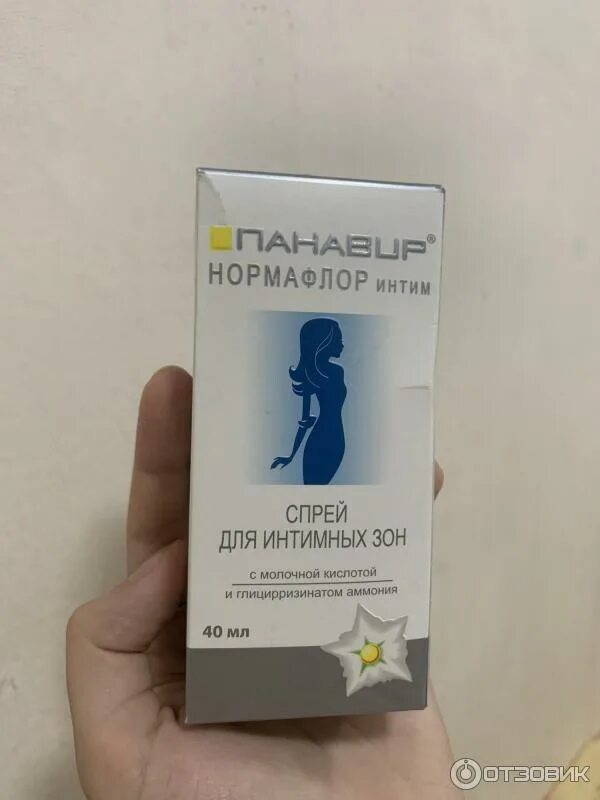 ПАНАВИР®
НОРМАФЛОР ИНТИМ
СПРЕЙ
ДЛЯ ИНТИМНЫХ ЗОН
с молочной кислотой
и глицирризинатом аммония
40 мл
ОТЗОВИК